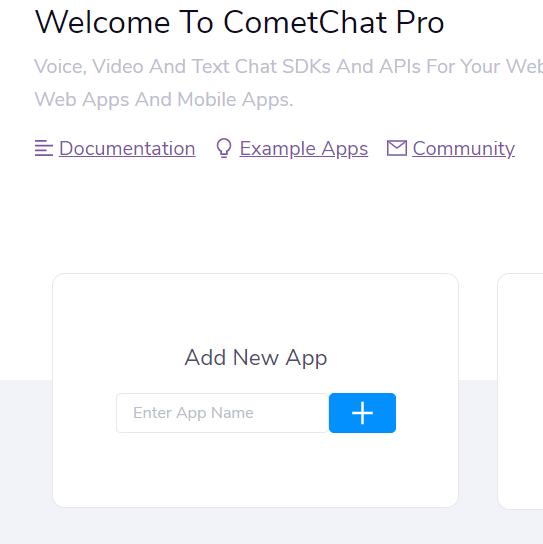 Welcome To CometChat Pro
Voice, Video And Text Chat SDKs And APIs For Your Web
Web Apps And Mobile Apps.
Documentation Example Apps Community
Add New App
Enter App Name